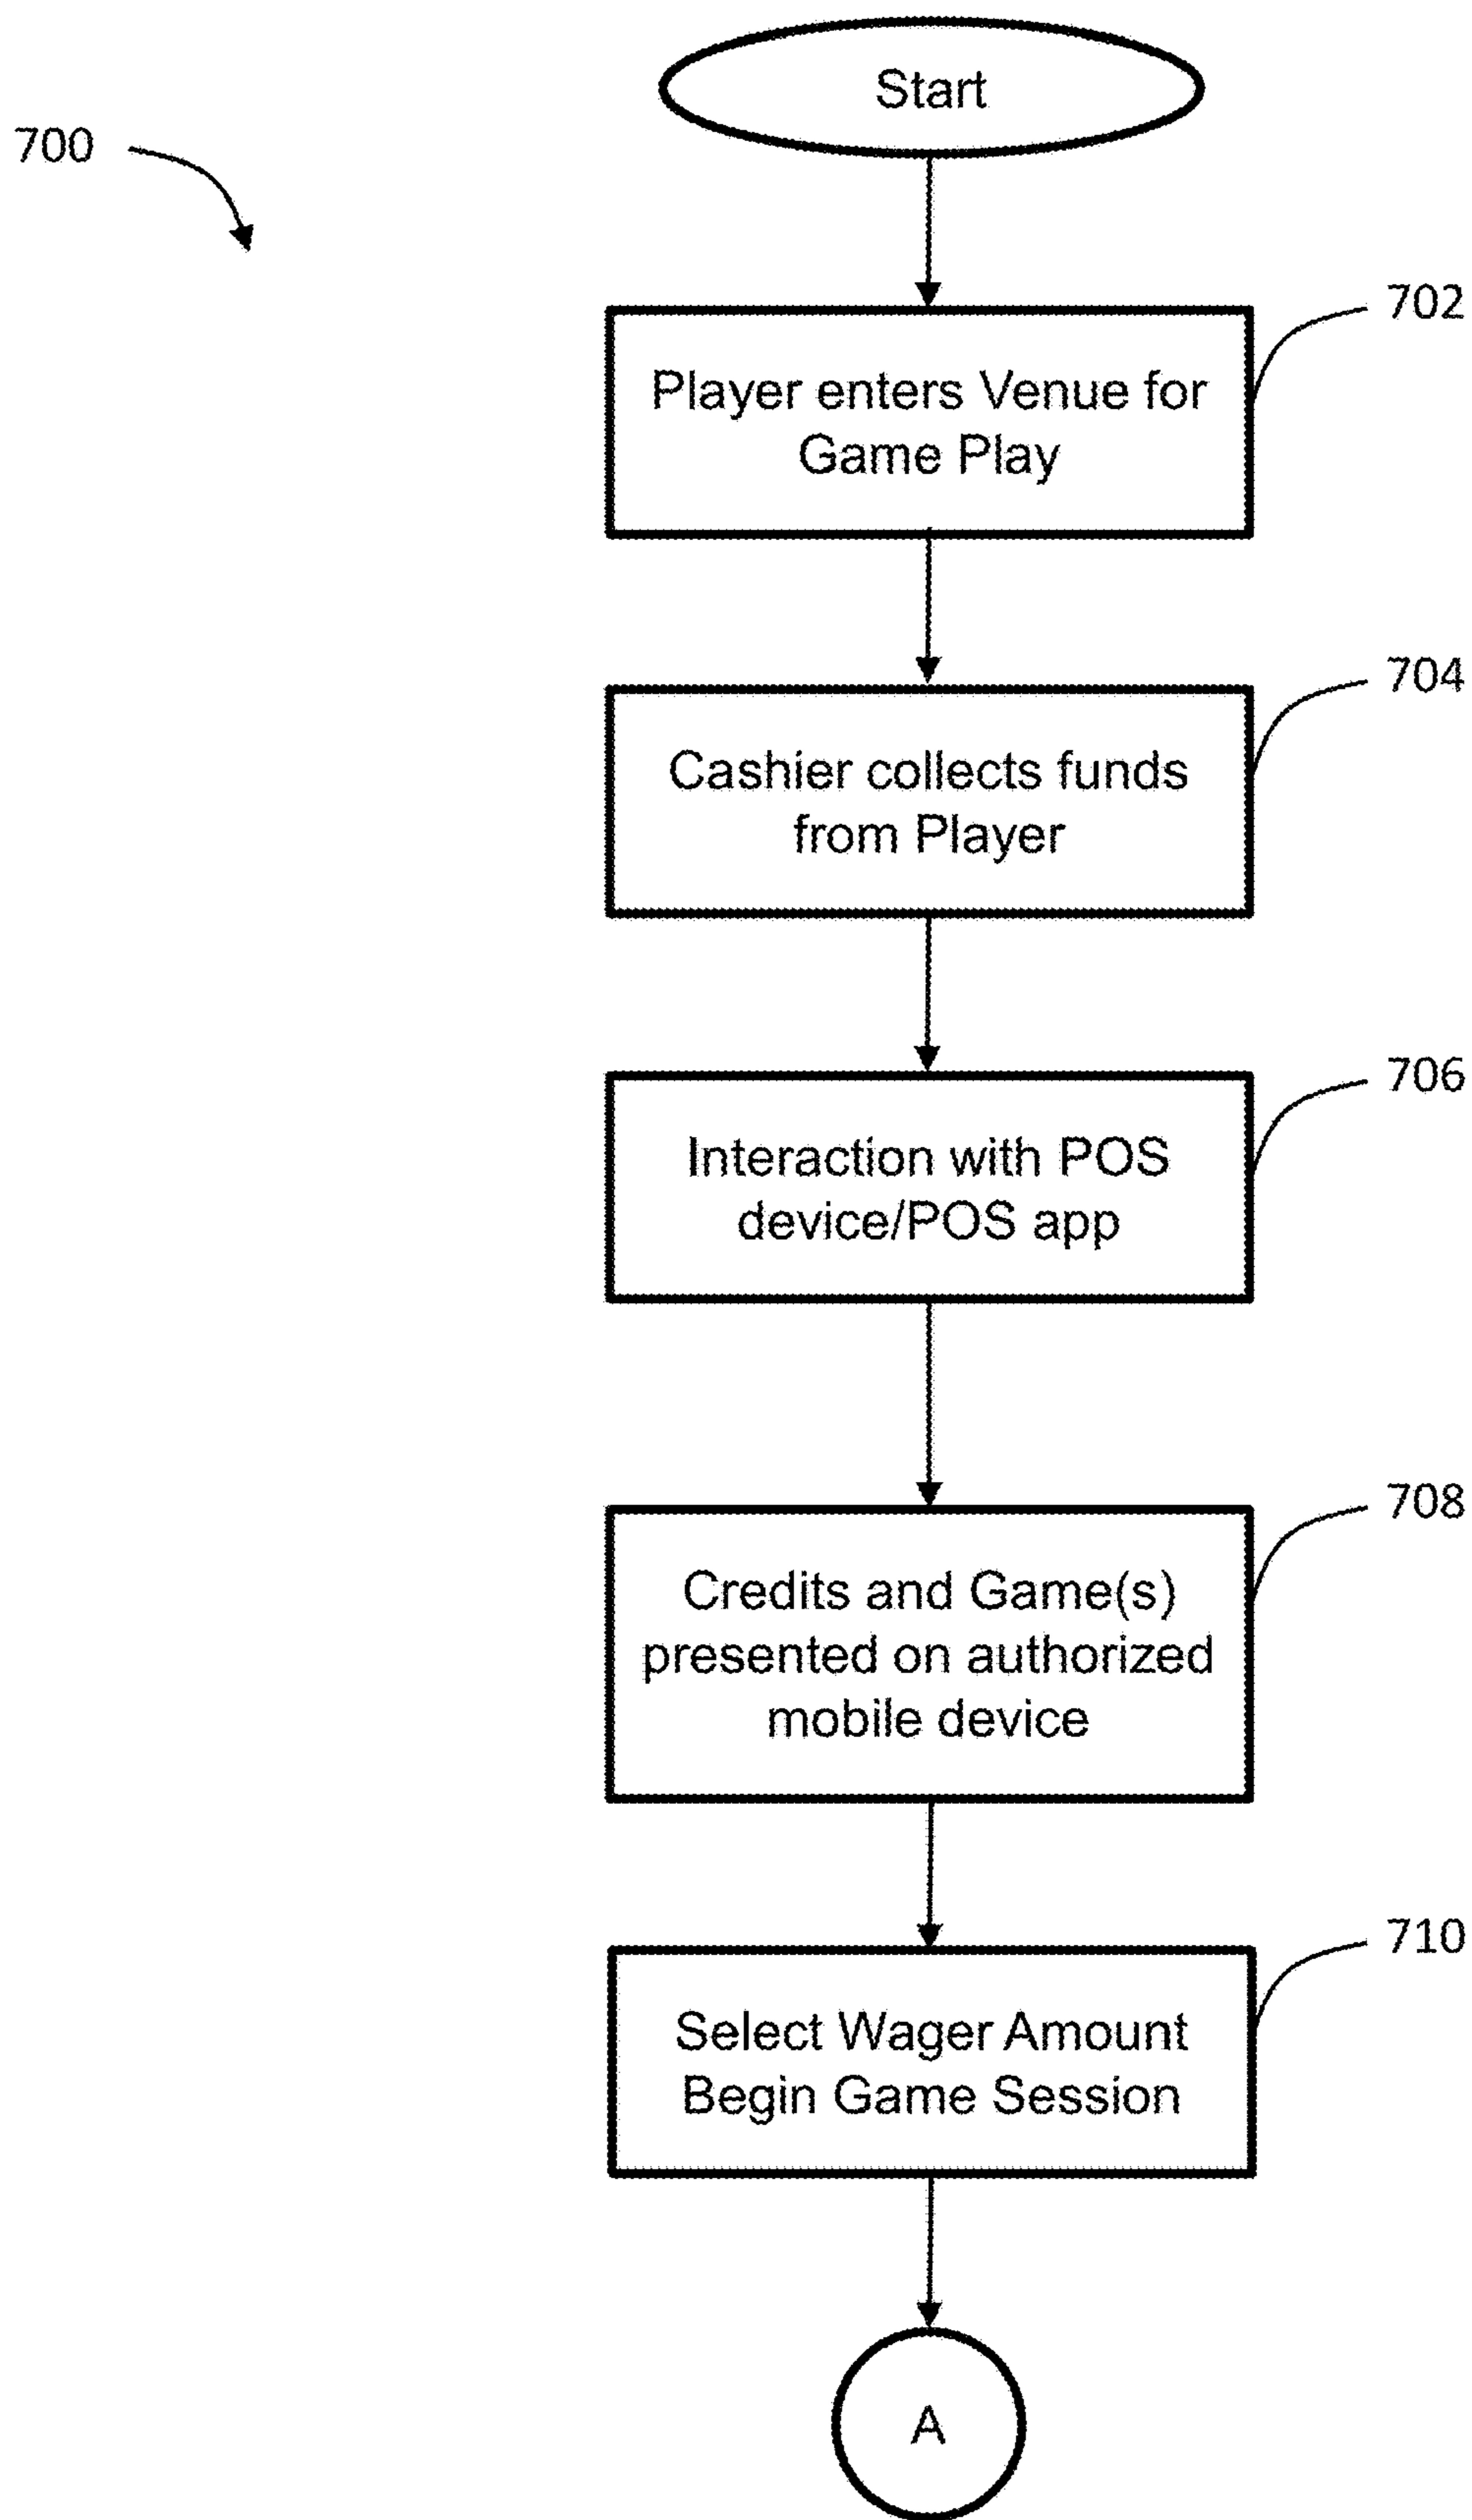 Start
700
702
Player enters Venue for
Game Play
704
Cashier collects funds
from Player
706
Interaction with POS
device/POS app
708
Credits and Game(s)
presented on authorized
mobile device
710
Select Wager Amount
Begin Game Session
A